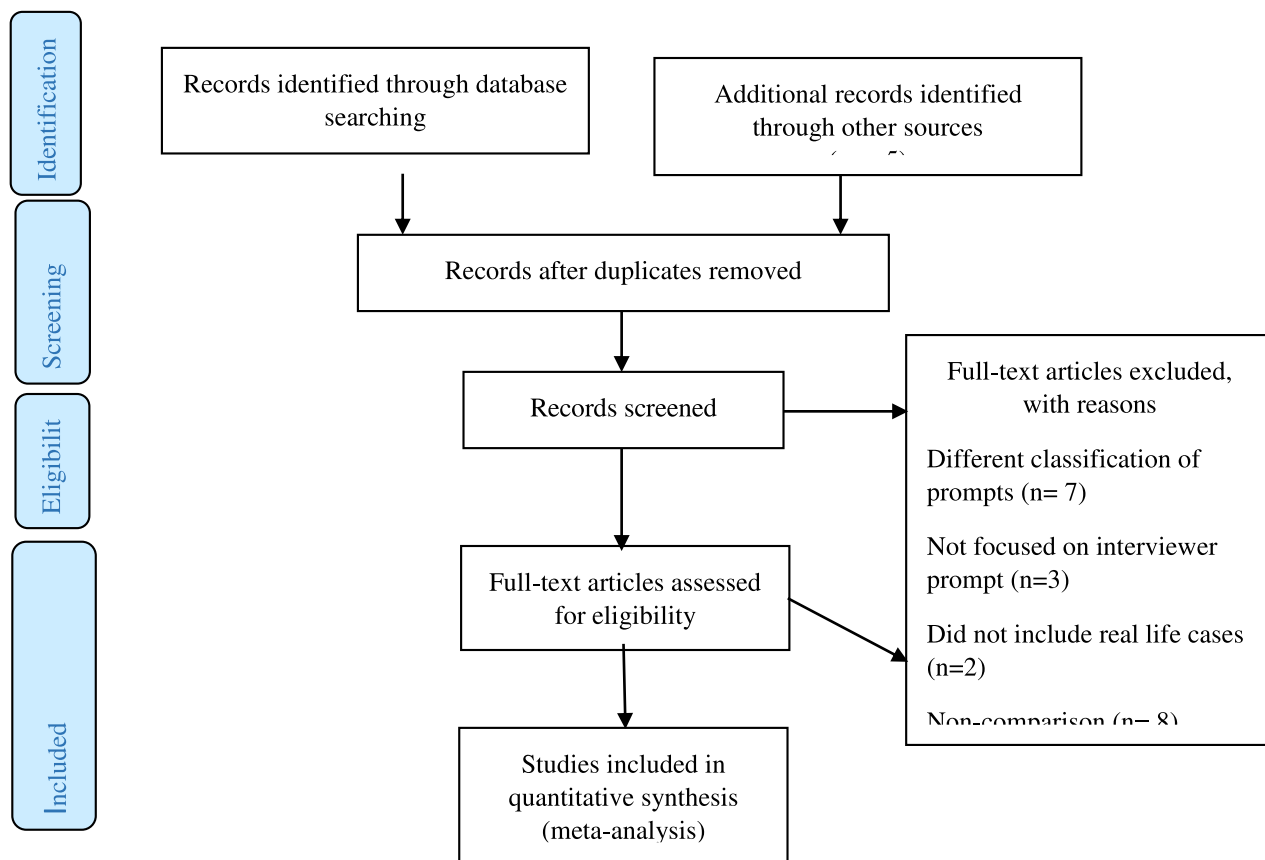 Identification
Records identified through database
searching
Additional records identified
through other sources
Screening
Records after duplicates removed
Records screened
Full-text articles excluded,
with reasons
Different classification of
prompts (n= 7)
Not focused on interviewer
prompt (n=3)
Did not include real life cases
(n=2)
Non-comparison (n= 8)
Eligibilit
Full-text articles assessed
for eligibility
Included
Studies included in
quantitative synthesis
(meta-analysis)